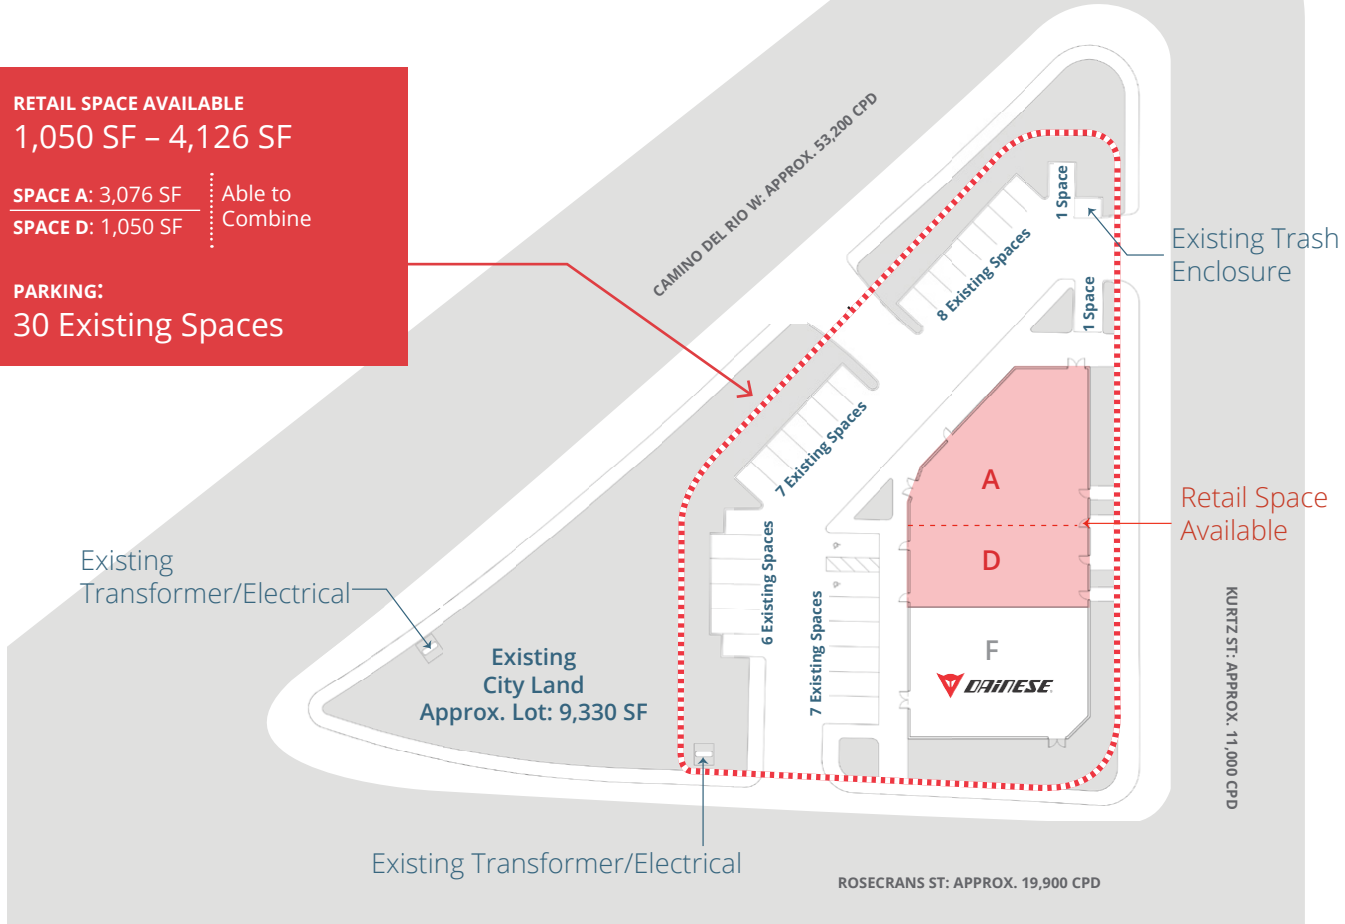 RETAIL SPACE AVAILABLE
1,050 SF – 4,126 SF
SPACE A: 3,076 SF
SPACE D: 1,050 SF
Able to
Combine
PARKING:
30 Existing Spaces
CAMINO DEL RIO W: APPROX. 53,200 CPD
1 Space
8 Existing Spaces
Existing Trash
Enclosure
1 Space
7 Existing Spaces
A
Retail Space
Available
D
6 Existing Spaces
7 Existing Spaces
Existing
Transformer/Electrical
Existing
City Land
Approx. Lot: 9,330 SF
F
DAINESE
KURTZ ST: APPROX. 11,000 CPD
Existing Transformer/Electrical
ROSECRANS ST: APPROX. 19,900 CPD